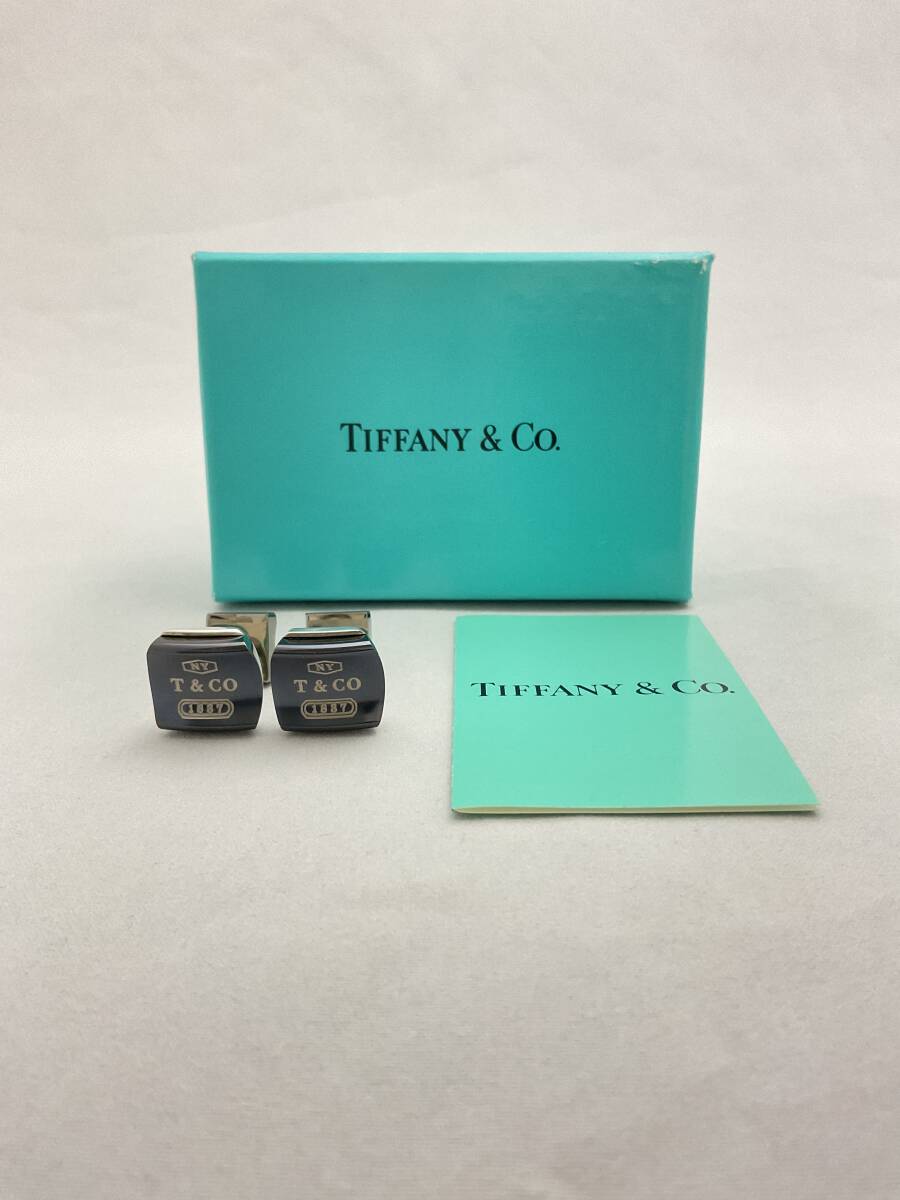 TIFFANY & CO.
NY
T & CO
1837
NY
T & CO
1837
TIFFANY & CO.